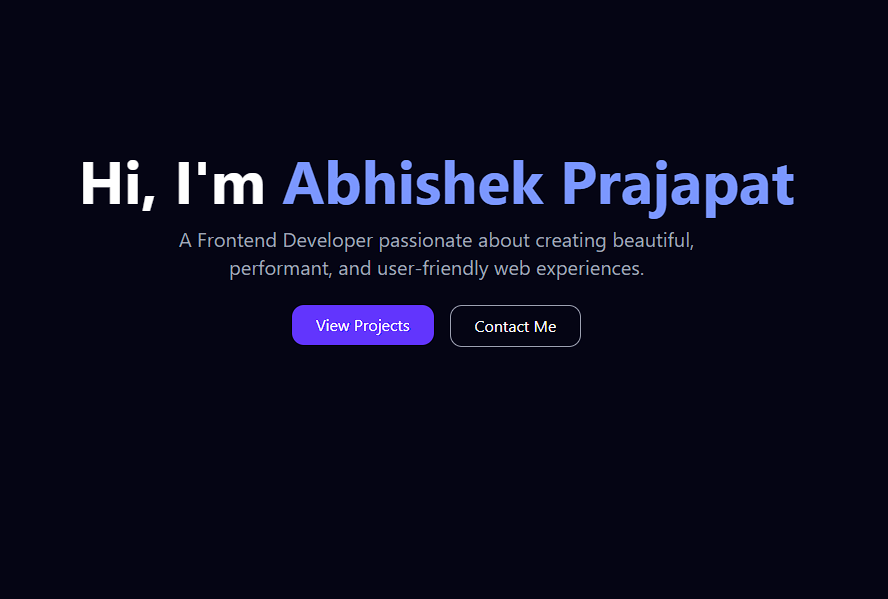 Hi, I'm Abhishek Prajapat
A Frontend Developer passionate about creating beautiful,
performant, and user-friendly web experiences.
View Projects
Contact Me